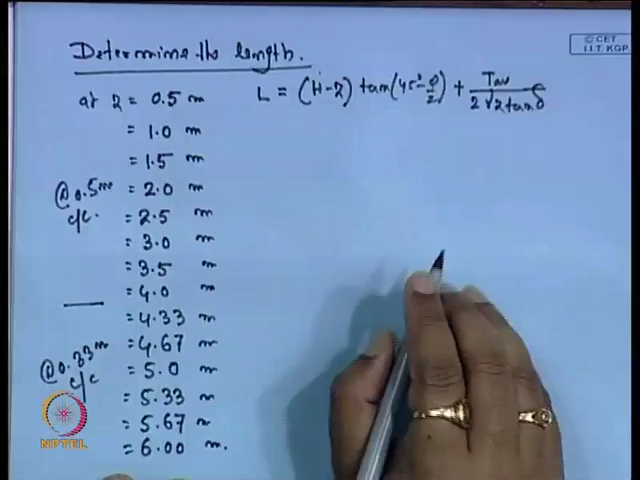 Determine the length.
© CET
I.I.T. KGP
at z = 0.5 m
L = (H-z) tan(45°-φ/2) + Tav / 2 γz tan δ
= 1.0 m
= 1.5 m
@0.5m = 2.0 m
c/c. = 2.5 m
= 3.0 m
= 3.5 m
= 4.0 m
= 4.33 m
@0.33m = 4.67 m
c/c = 5.0 m
= 5.33 m
= 5.67 m
= 6.00 m.
NPTEL